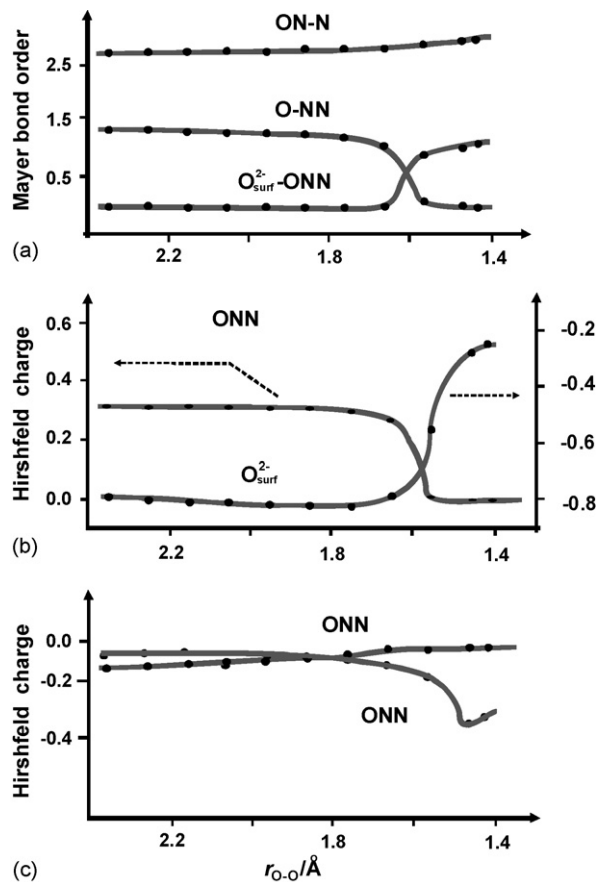 Mayer bond order
2.5
1.5
0.5
ON-N
O-NN
O²⁻surf-ONN
2.2
1.8
1.4
(a)
Hirshfeld charge
0.6
0.4
0.2
0.0
ONN
O²⁻surf
-0.2
-0.4
-0.6
-0.8
2.2
1.8
1.4
(b)
Hirshfeld charge
0.0
-0.2
-0.4
ONN
ONN
2.2
1.8
1.4
rO-O/Å
(c)